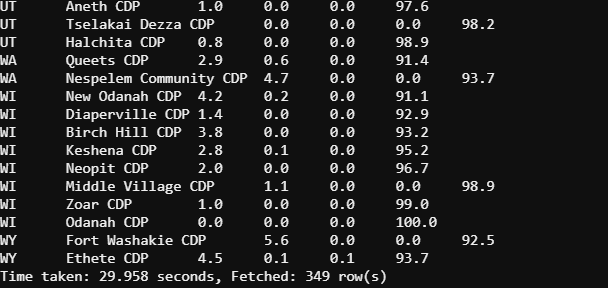 UT Aneth CDP 1.0 0.0 0.0 97.6
UT Tselakai Dezza CDP 0.0 0.0 0.0 98.2
UT Halchita CDP 0.8 0.0 0.0 98.9
WA Queets CDP 2.9 0.6 0.0 91.4
WA Nespelem Community CDP 4.7 0.0 0.0 93.7
WI New Odanah CDP 4.2 0.2 0.0 91.1
WI Diaperville CDP 1.4 0.0 0.0 92.9
WI Birch Hill CDP 3.8 0.0 0.0 93.2
WI Keshena CDP 2.8 0.1 0.0 95.2
WI Neopit CDP 2.0 0.0 0.0 96.7
WI Middle Village CDP 1.1 0.0 0.0 98.9
WI Zoar CDP 1.0 0.0 0.0 99.0
WI Odanah CDP 0.0 0.0 0.0 100.0
WY Fort Washakie CDP 5.6 0.0 0.0 92.5
WY Ethete CDP 4.5 0.1 0.1 93.7
Time taken: 29.958 seconds, Fetched: 349 row(s)